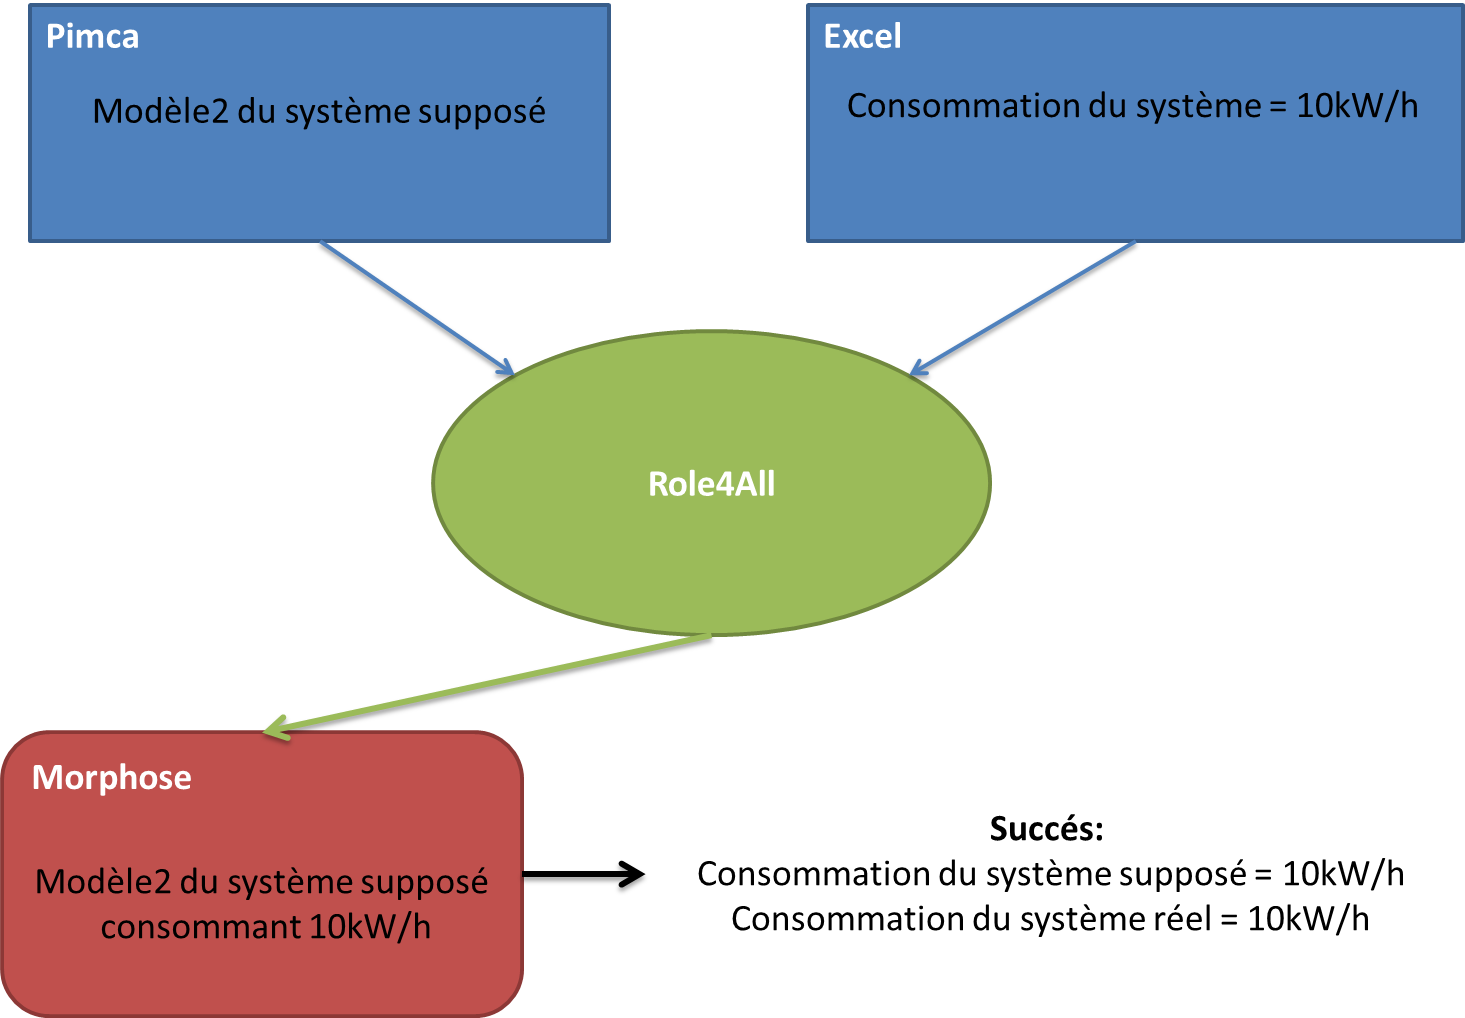 Pimca
Modèle2 du système supposé
Excel
Consommation du système = 10kW/h
Role4All
Morphose
Modèle2 du système supposé
consommant 10kW/h
Succés:
Consommation du système supposé = 10kW/h
Consommation du système réel = 10kW/h